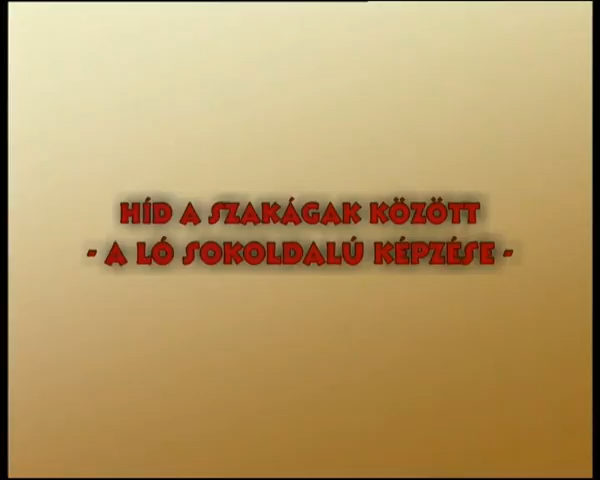 HÍD A SZAKÁGAK KÖZÖTT
- A LÓ SOKOLDALÚ KÉPZÉSE -